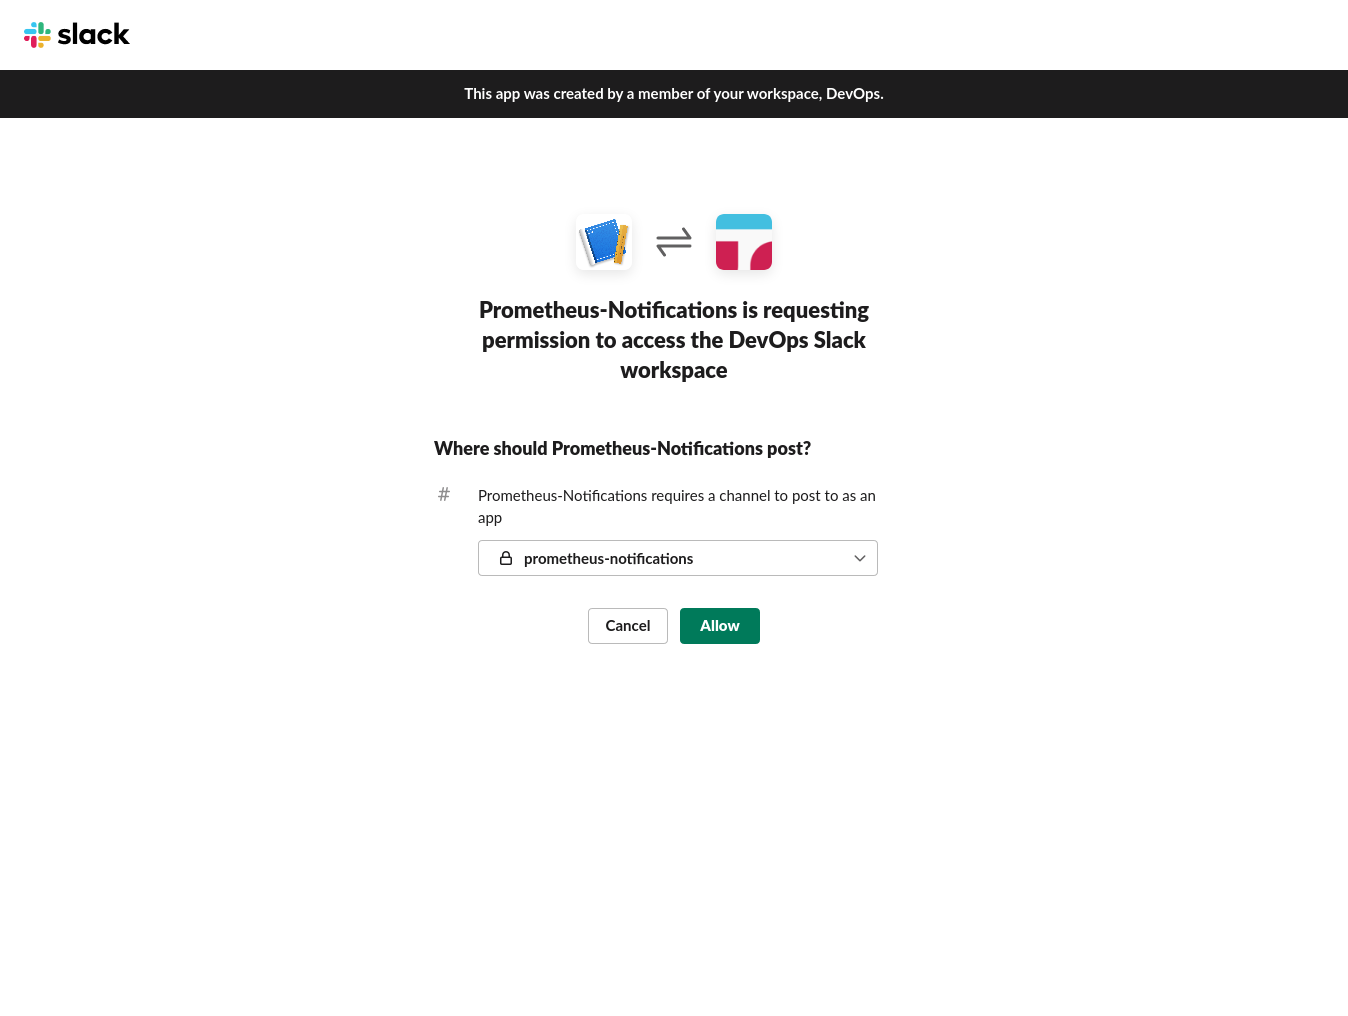 slack
This app was created by a member of your workspace, DevOps.
Prometheus-Notifications is requesting
permission to access the DevOps Slack
workspace
Where should Prometheus-Notifications post?
# Prometheus-Notifications requires a channel to post to as an
app
prometheus-notifications
Cancel Allow